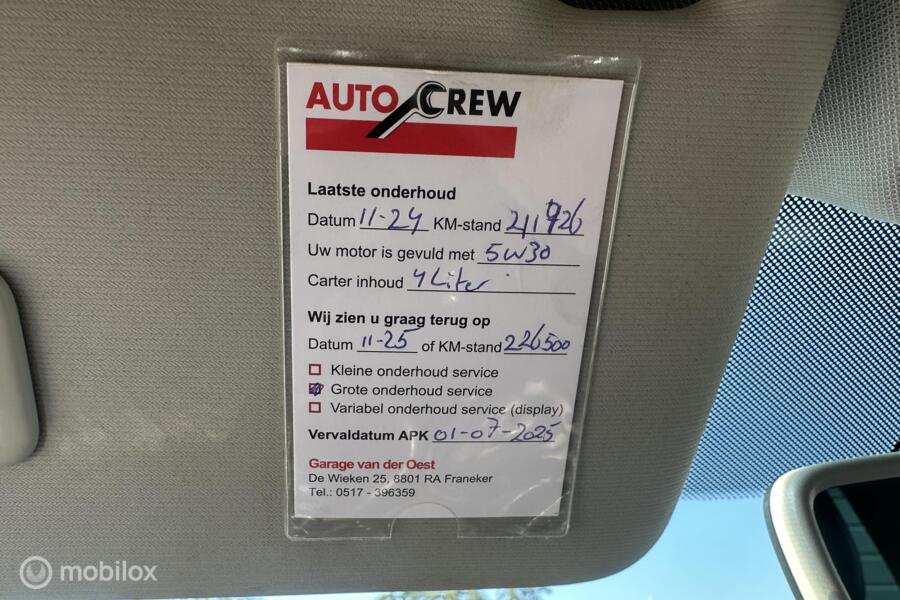 AUTO CREW
Laatste onderhoud
Datum 11-24 KM-stand 211926
Uw motor is gevuld met 5W30
Carter inhoud 4 Liter
Wij zien u graag terug op
Datum 11-25 of KM-stand 226500
Kleine onderhoud service
Grote onderhoud service
Variabel onderhoud service (display)
Vervaldatum APK 01-07-2025
Garage van der Oest
De Wieken 25, 8801 RA Franeker
Tel.: 0517 - 396359
mobilox